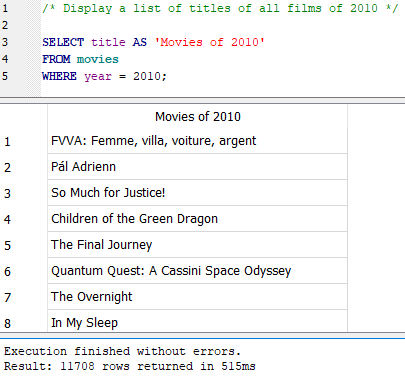 1 /* Display a list of titles of all films of 2010 */
2
3 SELECT title AS 'Movies of 2010'
4 FROM movies
5 WHERE year = 2010;
Movies of 2010
1 FVVA: Femme, villa, voiture, argent
2 Pál Adrienn
3 So Much for Justice!
4 Children of the Green Dragon
5 The Final Journey
6 Quantum Quest: A Cassini Space Odyssey
7 The Overnight
8 In My Sleep
Execution finished without errors.
Result: 11708 rows returned in 515ms